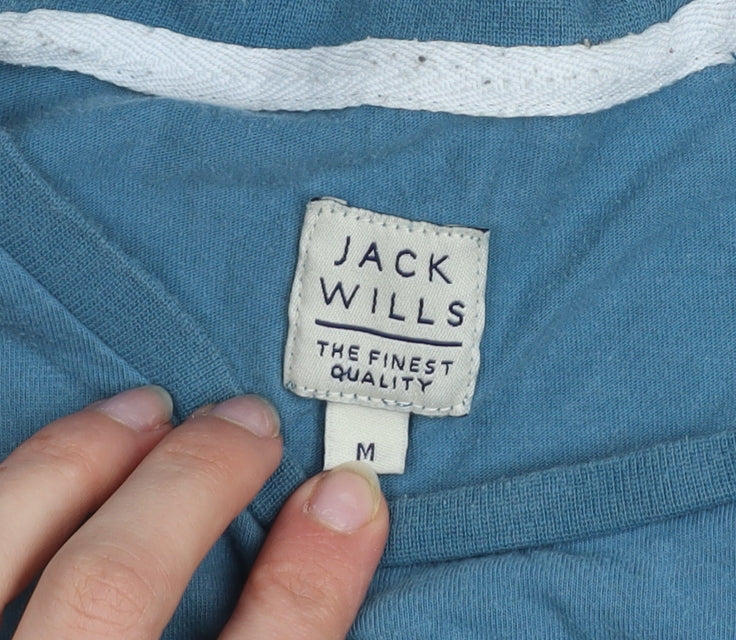 JACK
WILLS
THE FINEST
QUALITY
M